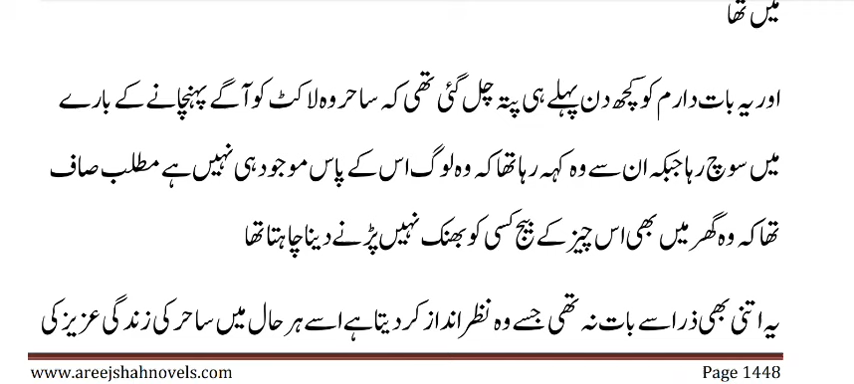 میں تھا
اور یہ بات دارم کو کچھ دن پہلے ہی پتہ چل گئی تھی کہ ساحر وہ لاکٹ کو آگے پہنچانے کے بارے
میں سوچ رہا جبکہ ان سے وہ کہہ رہا تھا کہ وہ لوگ اس کے پاس موجود ہی نہیں ہے مطلب صاف
تھا کہ وہ گھر میں بھی اس چیز کے بیچ کسی کو بھنک نہیں پڑنے دینا چاہتا تھا
یہ اتنی بھی ذرا سے بات نہ تھی جسے وہ نظر انداز کر دیتا ہے اسے ہر حال میں ساحر کی زندگی عزیز کی
www.areejshahnovels.com Page 1448